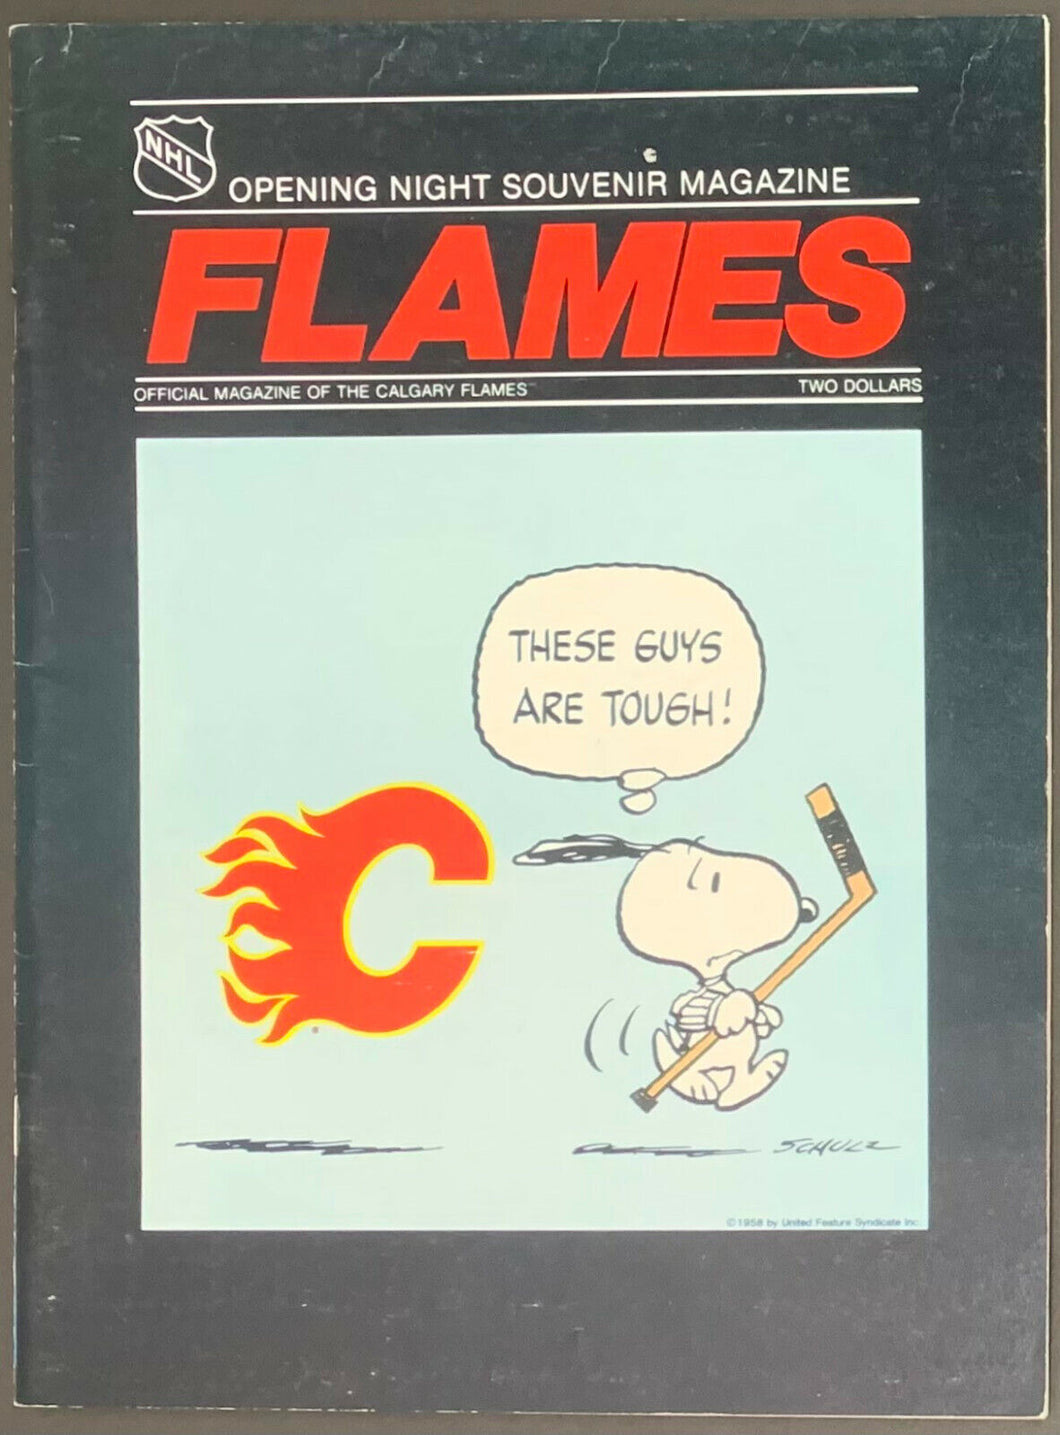 NHL
OPENING NIGHT SOUVENIR MAGAZINE
FLAMES
OFFICIAL MAGAZINE OF THE CALGARY FLAMES™
TWO DOLLARS
THESE GUYS
ARE TOUGH!
C
®
SCHULZ
©1958 by United Feature Syndicate Inc.